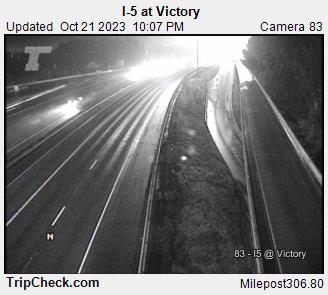 I-5 at Victory
Updated Oct 21 2023 10:07 PM Camera 83
T
N
83 - I5 @ Victory
TripCheck.com Milepost306.80